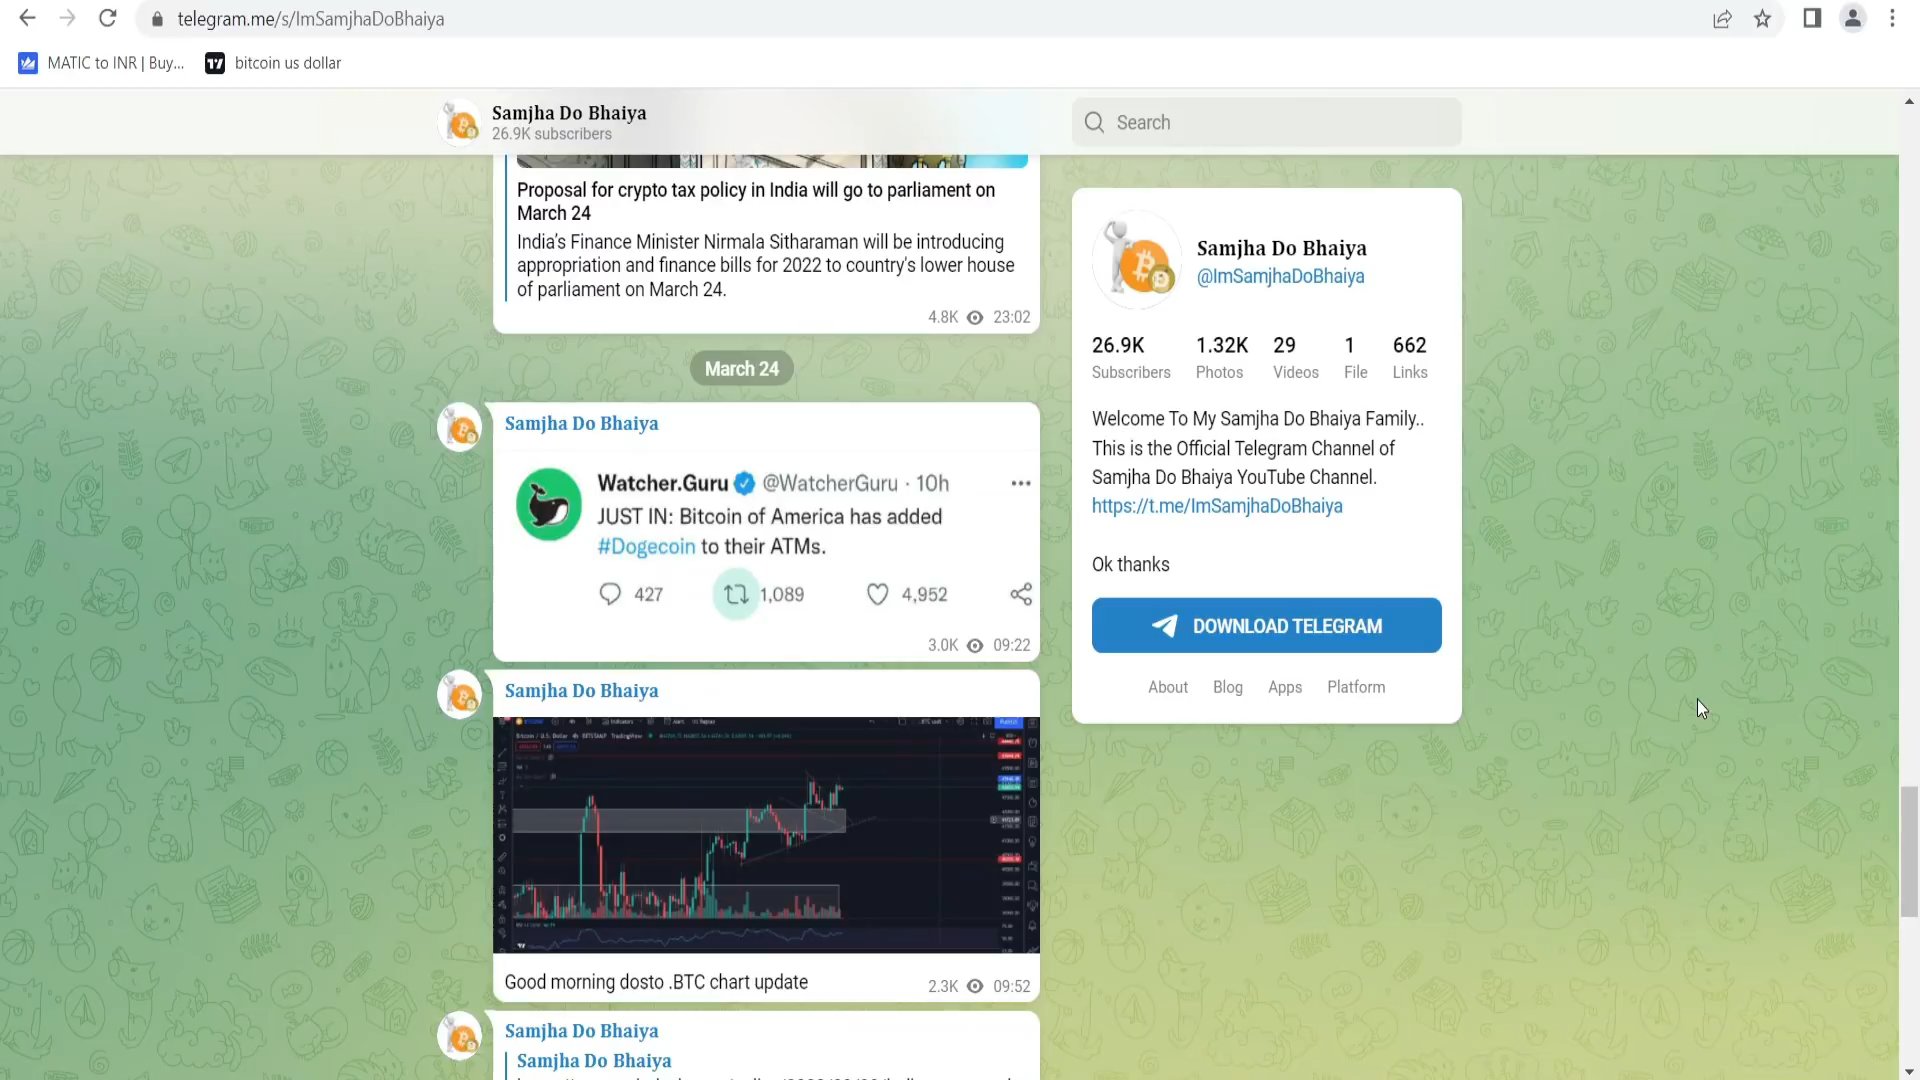 telegram.me/s/ImSamjhaDoBhaiya
MATIC to INR | Buy...
bitcoin us dollar
Samjha Do Bhaiya
26.9K subscribers
Search
Proposal for crypto tax policy in India will go to parliament on
March 24
India's Finance Minister Nirmala Sitharaman will be introducing
appropriation and finance bills for 2022 to country's lower house
of parliament on March 24.
4.8K 23:02
March 24
Samjha Do Bhaiya
Watcher.Guru @WatcherGuru · 10h
JUST IN: Bitcoin of America has added
#Dogecoin to their ATMs.
427 1,089 4,952
3.0K 09:22
Samjha Do Bhaiya
Good morning dosto .BTC chart update
2.3K 09:52
Samjha Do Bhaiya
Samjha Do Bhaiya
Samjha Do Bhaiya
@ImSamjhaDoBhaiya
26.9K 1.32K 29 1 662
Subscribers Photos Videos File Links
Welcome To My Samjha Do Bhaiya Family..
This is the Official Telegram Channel of
Samjha Do Bhaiya YouTube Channel.
https://t.me/ImSamjhaDoBhaiya
Ok thanks
DOWNLOAD TELEGRAM
About Blog Apps Platform